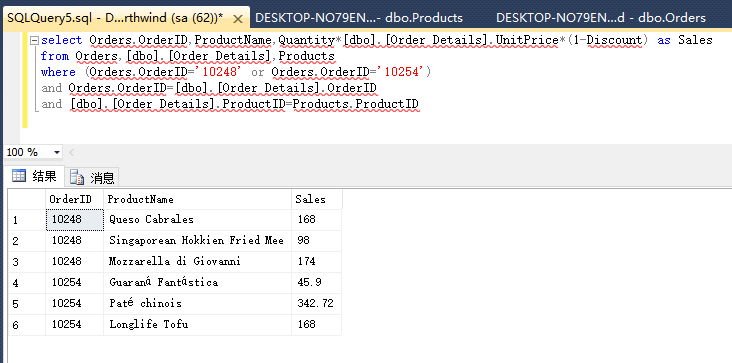 SQLQuery5.sql - D...rthwind (sa (62))* DESKTOP-NO79EN...- dbo.Products DESKTOP-NO79EN...d - dbo.Orders
select Orders.OrderID,ProductName,Quantity*[dbo].[Order Details].UnitPrice*(1-Discount) as Sales
from Orders,[dbo].[Order Details],Products
where (Orders.OrderID='10248' or Orders.OrderID='10254')
and Orders.OrderID=[dbo].[Order Details].OrderID
and [dbo].[Order Details].ProductID=Products.ProductID
100 %
结果 消息
OrderID ProductName Sales
1 10248 Queso Cabrales 168
2 10248 Singaporean Hokkien Fried Mee 98
3 10248 Mozzarella di Giovanni 174
4 10254 Guaraná Fantástica 45.9
5 10254 Paté chinois 342.72
6 10254 Longlife Tofu 168